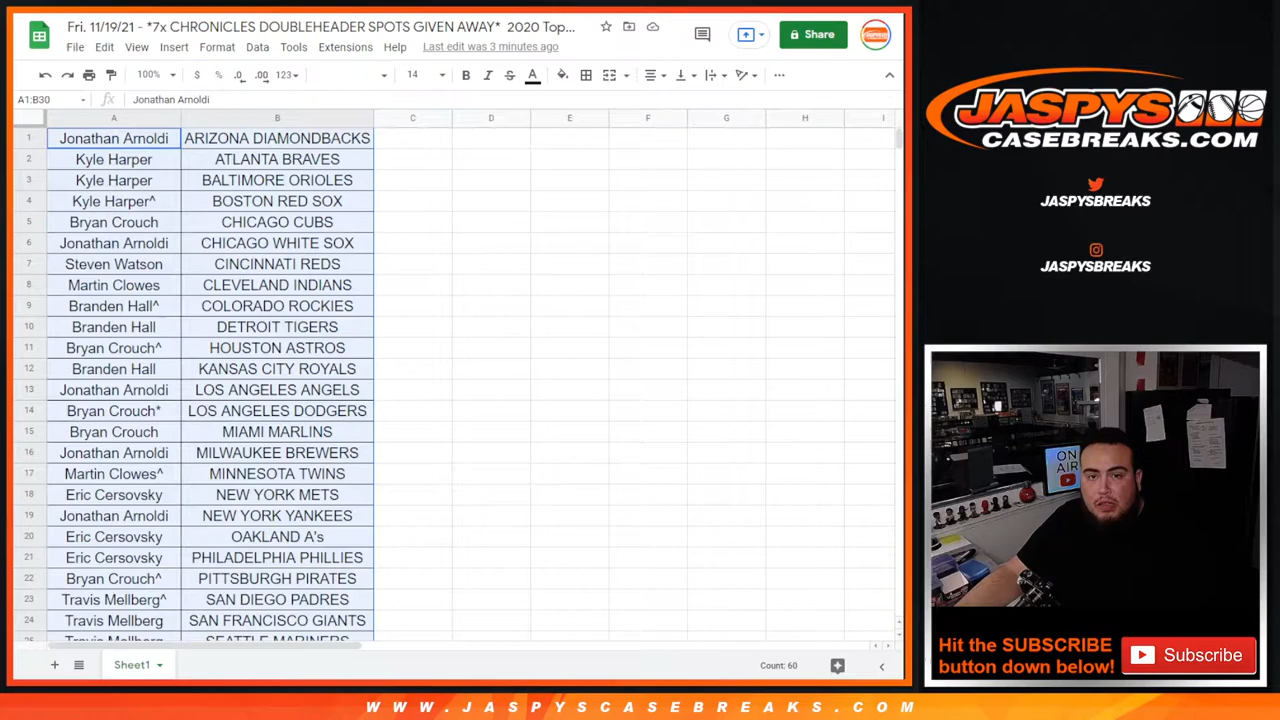 Fri. 11/19/21 - *7x CHRONICLES DOUBLEHEADER SPOTS GIVEN AWAY* 2020 Top...
File Edit View Insert Format Data Tools Extensions Help Last edit was 3 minutes ago
Share
100% $ % .0 .00 123 14 B I S A
A1:B30 fx Jonathan Arnoldi
A B C D E F G H I
1 Jonathan Arnoldi ARIZONA DIAMONDBACKS
2 Kyle Harper ATLANTA BRAVES
3 Kyle Harper BALTIMORE ORIOLES
4 Kyle Harper^ BOSTON RED SOX
5 Bryan Crouch CHICAGO CUBS
6 Jonathan Arnoldi CHICAGO WHITE SOX
7 Steven Watson CINCINNATI REDS
8 Martin Clowes CLEVELAND INDIANS
9 Branden Hall^ COLORADO ROCKIES
10 Branden Hall DETROIT TIGERS
11 Bryan Crouch^ HOUSTON ASTROS
12 Branden Hall KANSAS CITY ROYALS
13 Jonathan Arnoldi LOS ANGELES ANGELS
14 Bryan Crouch* LOS ANGELES DODGERS
15 Bryan Crouch MIAMI MARLINS
16 Jonathan Arnoldi MILWAUKEE BREWERS
17 Martin Clowes^ MINNESOTA TWINS
18 Eric Cersovsky NEW YORK METS
19 Jonathan Arnoldi NEW YORK YANKEES
20 Eric Cersovsky OAKLAND A's
21 Eric Cersovsky PHILADELPHIA PHILLIES
22 Bryan Crouch^ PITTSBURGH PIRATES
23 Travis Mellberg^ SAN DIEGO PADRES
24 Travis Mellberg SAN FRANCISCO GIANTS
25 Travis Mellberg SEATTLE MARINERS
Sheet1
Count: 60
JASPYS
CASEBREAKS.COM
JASPYSBREAKS
JASPYSBREAKS
ON
AIR
Hit the SUBSCRIBE
button down below!
Subscribe
WWW.JASPYSCASEBREAKS.COM